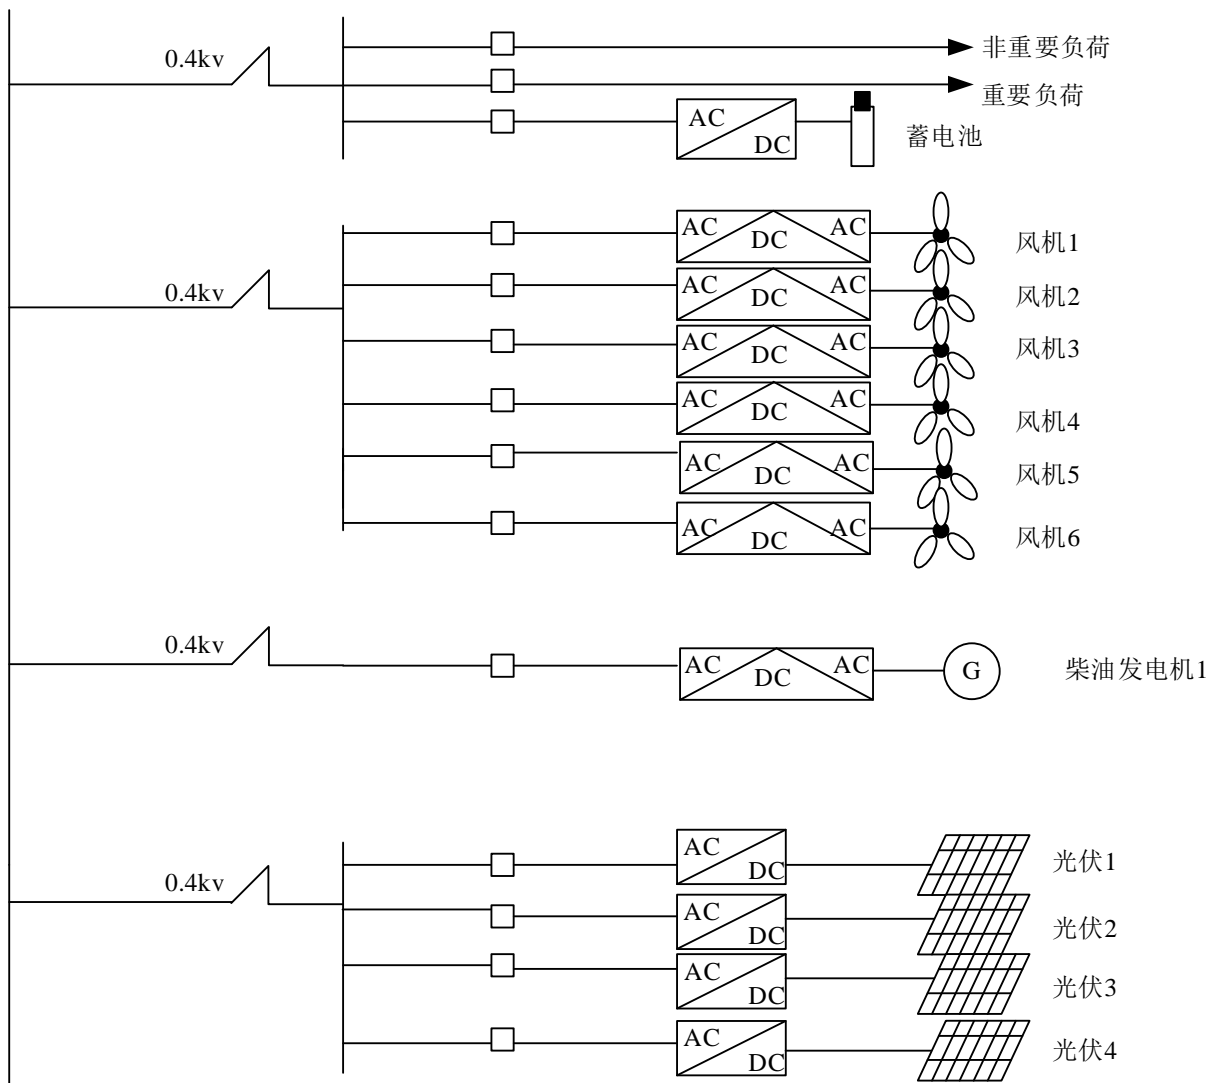 0.4kv
非重要负荷
重要负荷
AC
DC
蓄电池
0.4kv
AC DC AC 风机1
AC DC AC 风机2
AC DC AC 风机3
AC DC AC 风机4
AC DC AC 风机5
AC DC AC 风机6
0.4kv
AC DC AC G 柴油发电机1
0.4kv
AC DC 光伏1
AC DC 光伏2
AC DC 光伏3
AC DC 光伏4